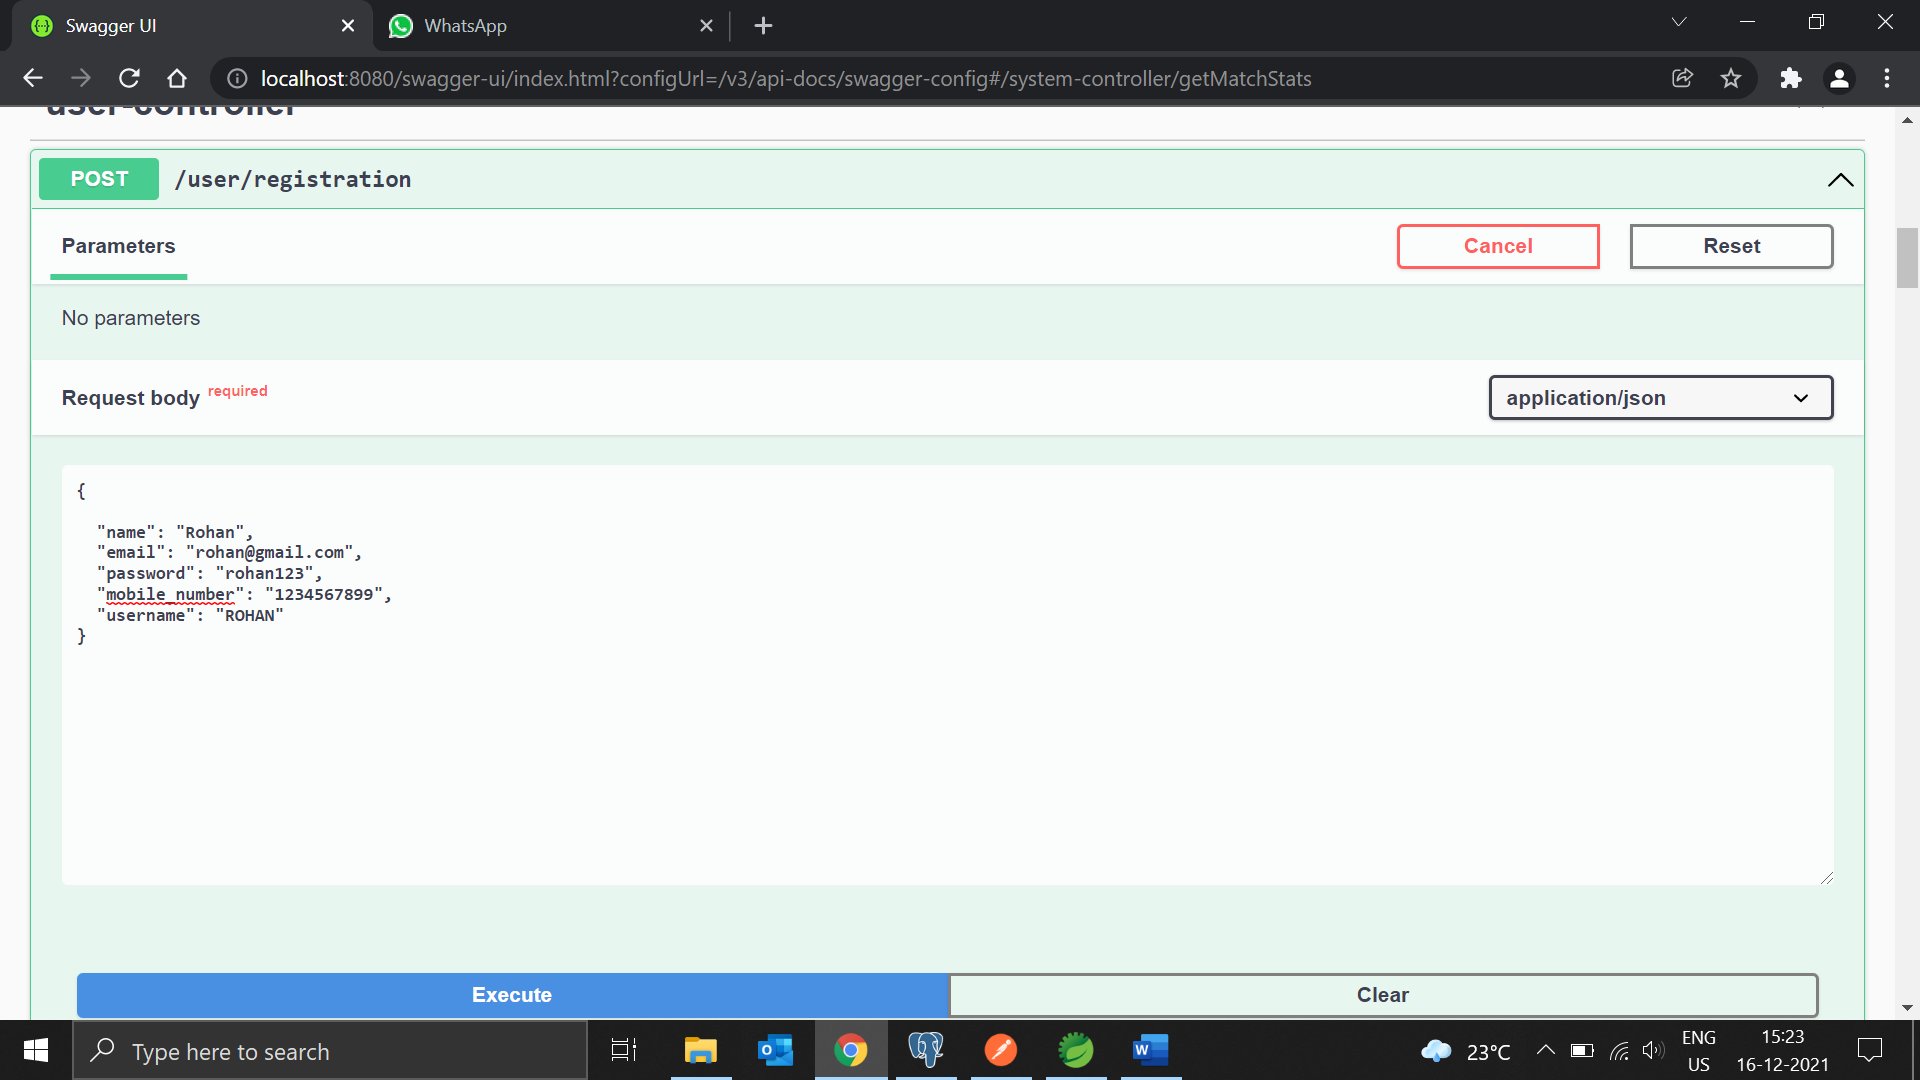 Swagger UI
WhatsApp
localhost:8080/swagger-ui/index.html?configUrl=/v3/api-docs/swagger-config#/system-controller/getMatchStats
user-controller
POST /user/registration
Parameters
Cancel
Reset
No parameters
Request body required
application/json
{
"name": "Rohan",
"email": "rohan@gmail.com",
"password": "rohan123",
"mobile_number": "1234567899",
"username": "ROHAN"
}
Execute
Clear
Type here to search
23°C
ENG
US
15:23
16-12-2021